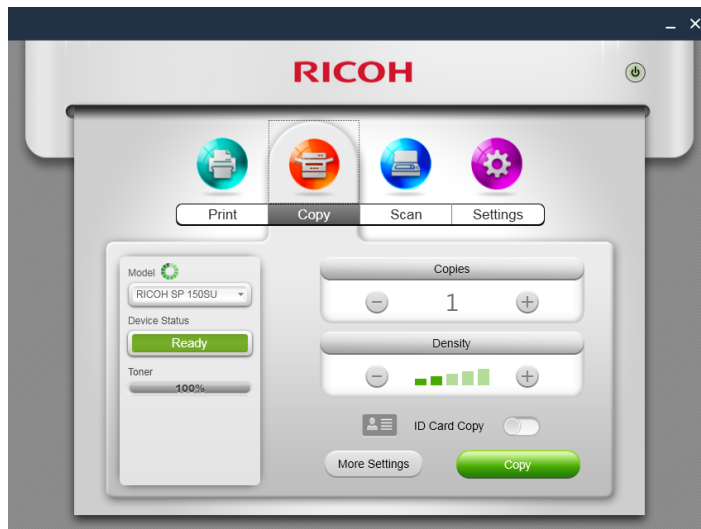 RICOH
Print Copy Scan Settings
Model
RICOH SP 150SU
Device Status
Ready
Toner
100%
Copies
1
Density
ID Card Copy
More Settings Copy